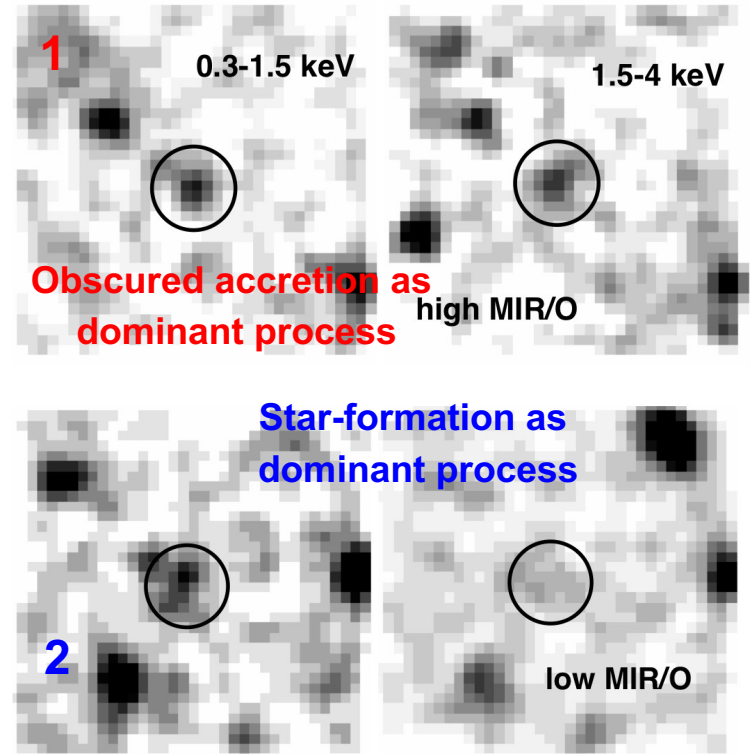 1
0.3-1.5 keV
1.5-4 keV
Obscured accretion as
dominant process
high MIR/O
Star-formation as
dominant process
2
low MIR/O